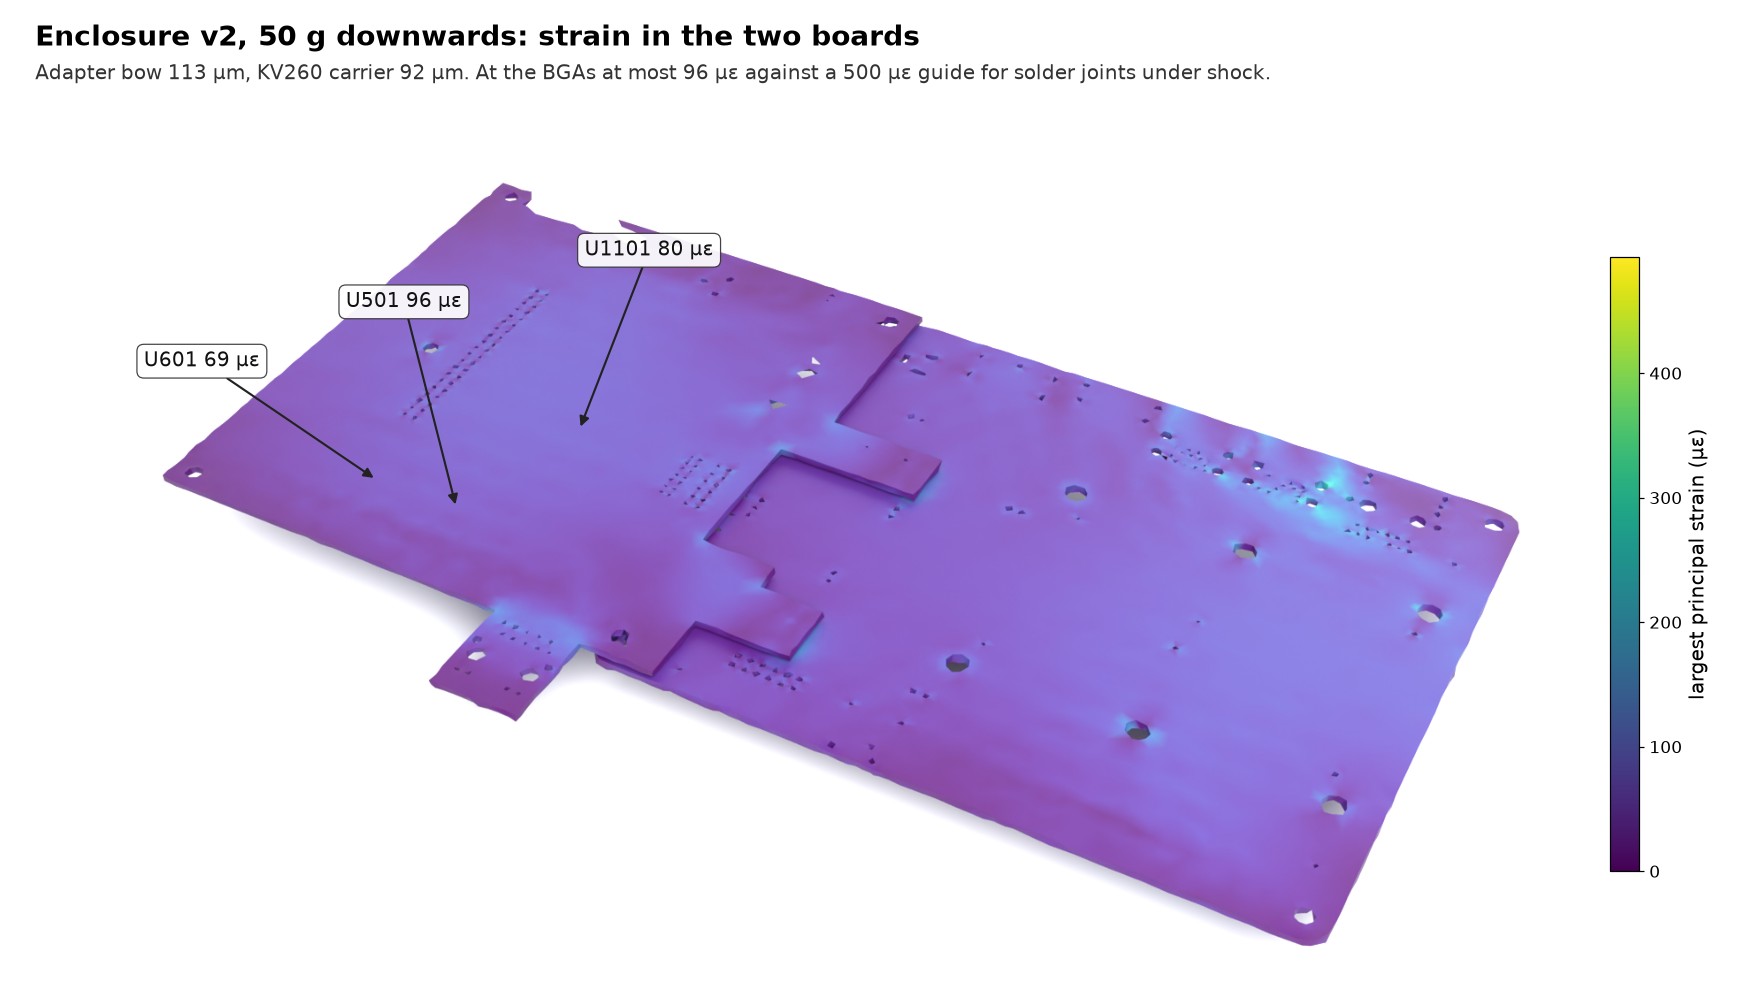 Enclosure v2, 50 g downwards: strain in the two boards
Adapter bow 113 µm, KV260 carrier 92 µm. At the BGAs at most 96 µε against a 500 µε guide for solder joints under shock.
U1101 80 µε
U501 96 µε
U601 69 µε
400
300
200
100
0
largest principal strain (µε)